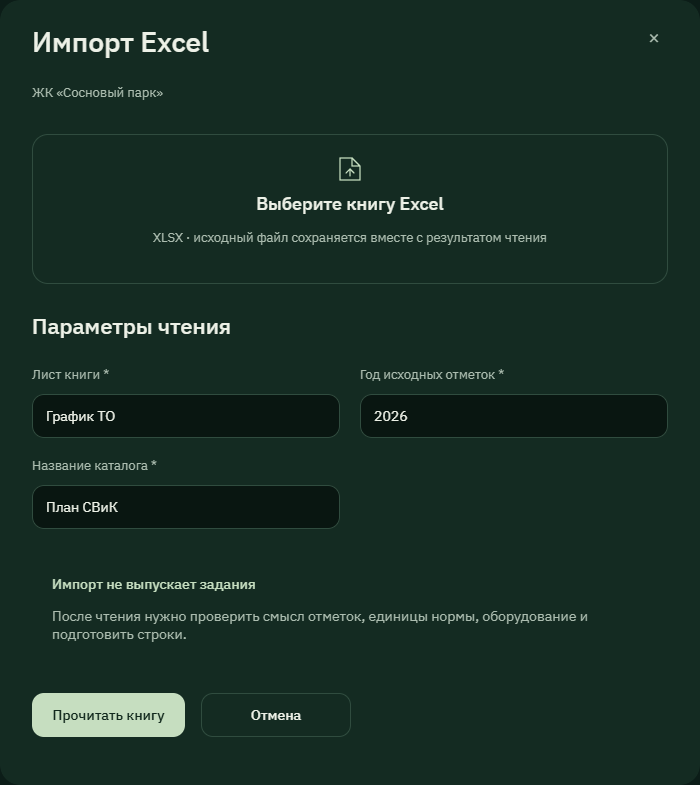 Импорт Excel
×
ЖК «Сосновый парк»
Выберите книгу Excel
XLSX · исходный файл сохраняется вместе с результатом чтения
Параметры чтения
Лист книги *
Год исходных отметок *
График ТО
2026
Название каталога *
План СВиК
Импорт не выпускает задания
После чтения нужно проверить смысл отметок, единицы нормы, оборудование и
подготовить строки.
Прочитать книгу
Отмена